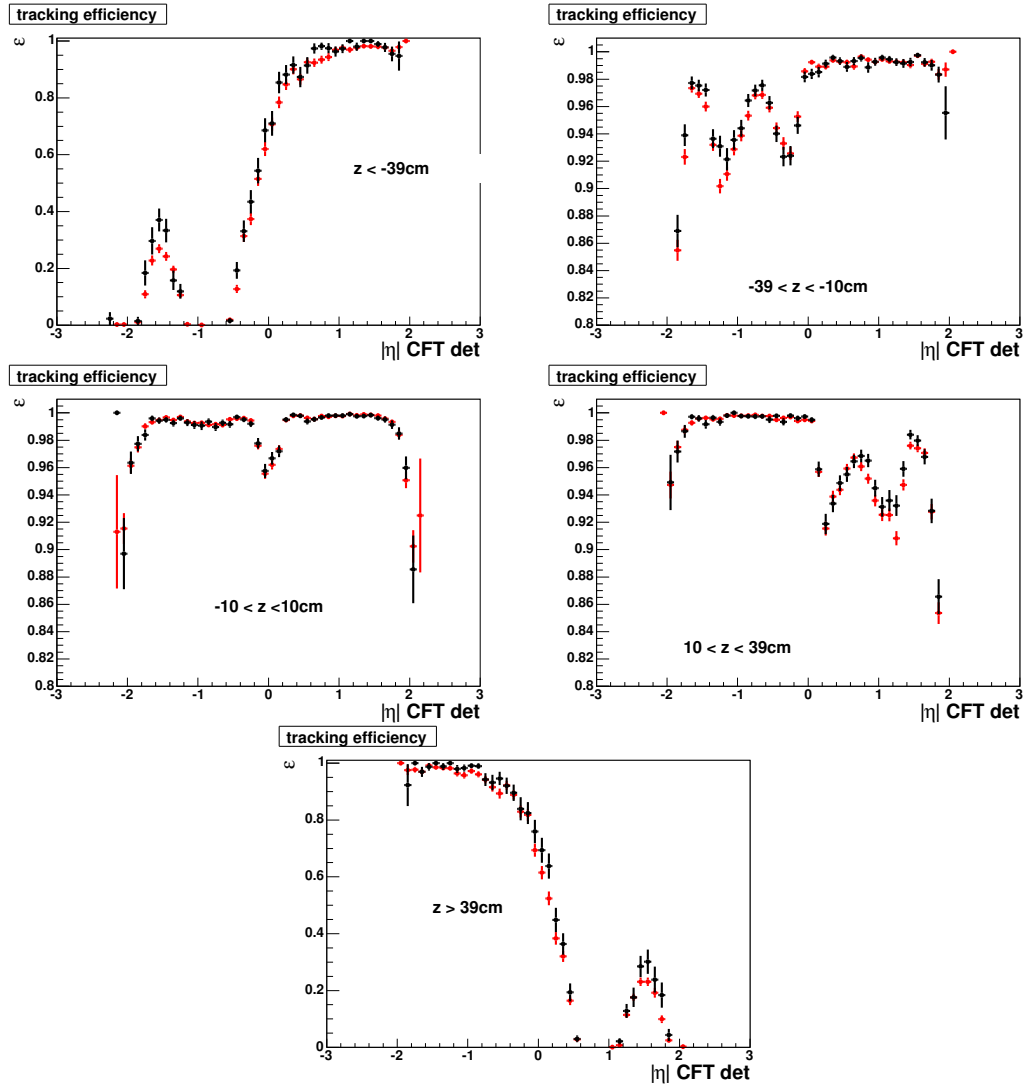 tracking efficiency
ε
1
0.8
0.6
0.4
0.2
0
z < -39cm
-3 -2 -1 0 1 2 3
|η| CFT det
tracking efficiency
ε
1
0.98
0.96
0.94
0.92
0.9
0.88
0.86
0.84
0.82
0.8
-39 < z < -10cm
-3 -2 -1 0 1 2 3
|η| CFT det
tracking efficiency
ε
1
0.98
0.96
0.94
0.92
0.9
0.88
0.86
0.84
0.82
0.8
-10 < z <10cm
-3 -2 -1 0 1 2 3
|η| CFT det
tracking efficiency
ε
1
0.98
0.96
0.94
0.92
0.9
0.88
0.86
0.84
0.82
0.8
10 < z < 39cm
-3 -2 -1 0 1 2 3
|η| CFT det
tracking efficiency
ε
1
0.8
0.6
0.4
0.2
0
z > 39cm
-3 -2 -1 0 1 2 3
|η| CFT det